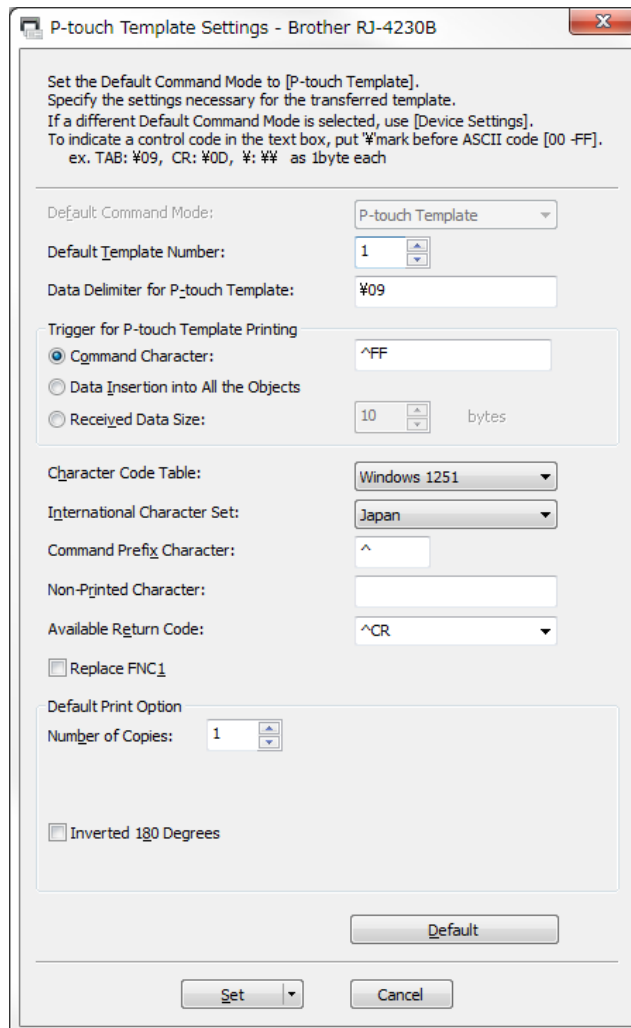 P-touch Template Settings - Brother RJ-4230B
Set the Default Command Mode to [P-touch Template].
Specify the settings necessary for the transferred template.
If a different Default Command Mode is selected, use [Device Settings].
To indicate a control code in the text box, put '¥'mark before ASCII code [00 -FF].
ex. TAB: ¥09, CR: ¥0D, ¥: ¥¥ as 1byte each
Default Command Mode: P-touch Template
Default Template Number: 1
Data Delimiter for P-touch Template: ¥09
Trigger for P-touch Template Printing
Command Character: ^FF
Data Insertion into All the Objects
Received Data Size: 10 bytes
Character Code Table: Windows 1251
International Character Set: Japan
Command Prefix Character: ^
Non-Printed Character:
Available Return Code: ^CR
Replace FNC1
Default Print Option
Number of Copies: 1
Inverted 180 Degrees
Default
Set Cancel